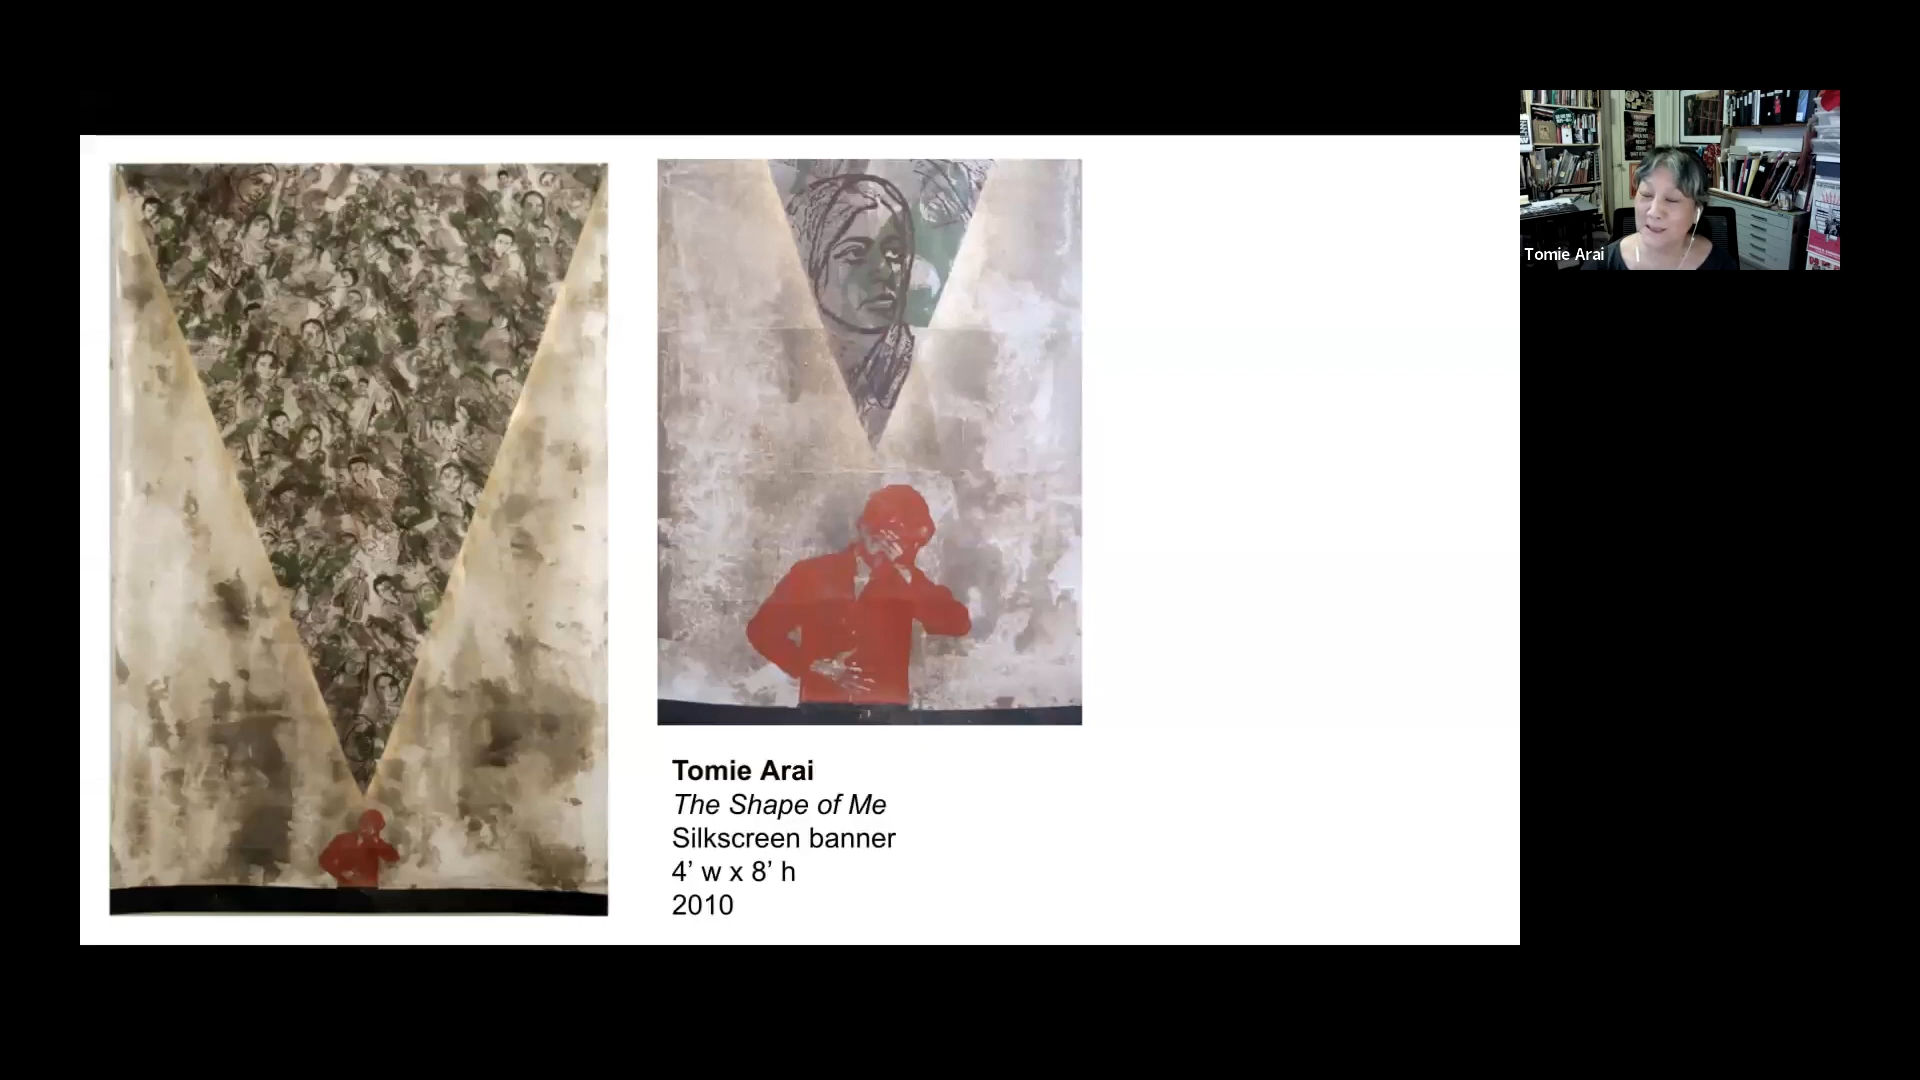 Tomie Arai
Tomie Arai
The Shape of Me
Silkscreen banner
4’ w x 8’ h
2010